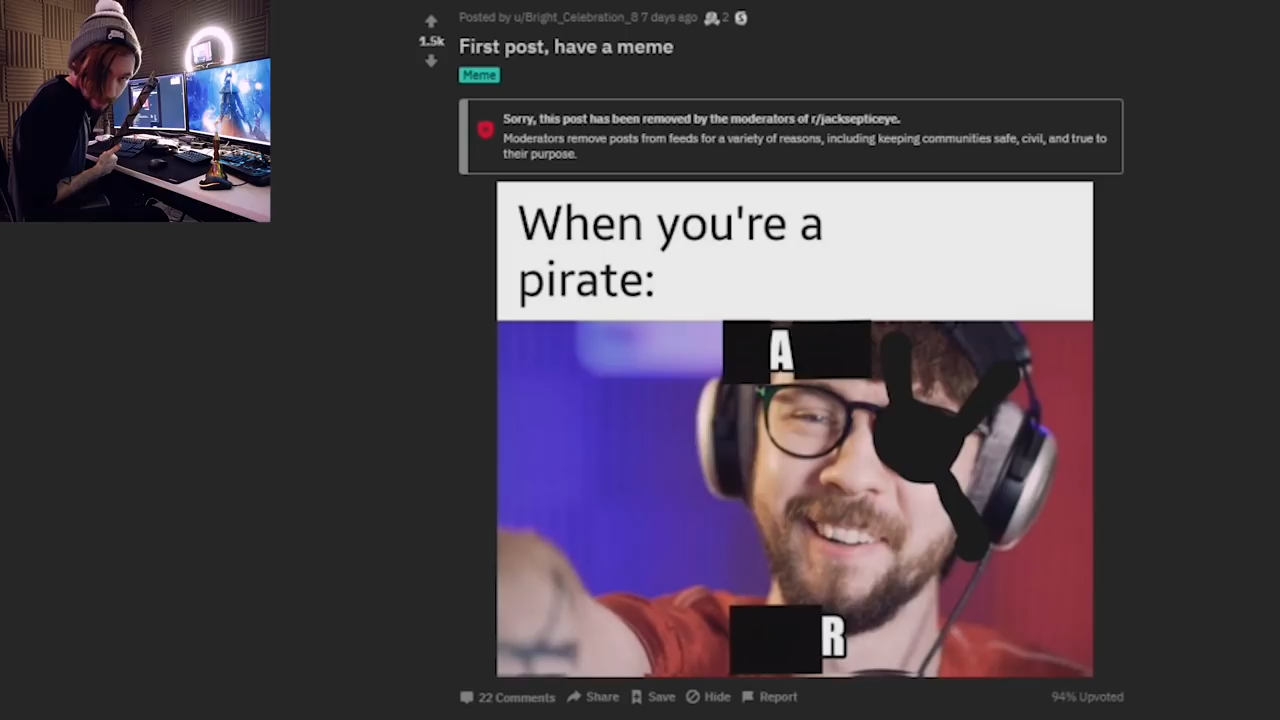 Posted by u/Bright_Celebration_8 7 days ago 2 S
1.5k
First post, have a meme
Meme
Sorry, this post has been removed by the moderators of r/jacksepticeye.
Moderators remove posts from feeds for a variety of reasons, including keeping communities safe, civil, and true to
their purpose.
When you're a
pirate:
A
R
22 Comments Share Save Hide Report 94% Upvoted